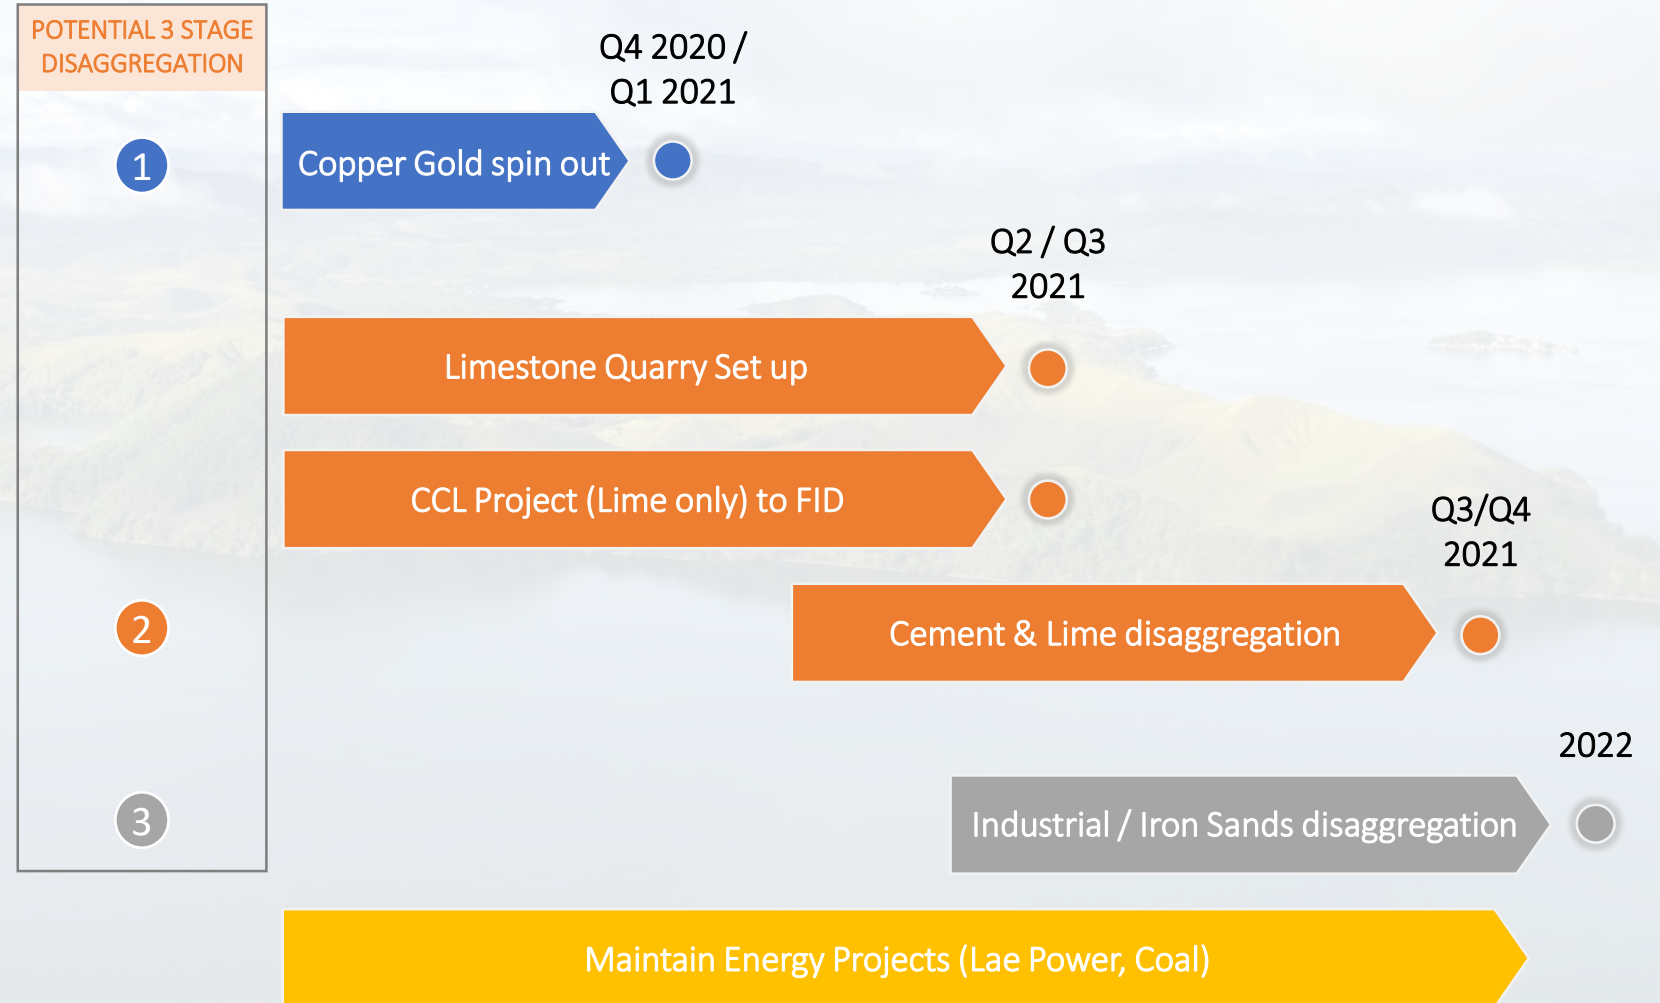 POTENTIAL 3 STAGE
DISAGGREGATION
Q4 2020 /
Q1 2021
1
Copper Gold spin out
Q2 / Q3
2021
Limestone Quarry Set up
CCL Project (Lime only) to FID
Q3/Q4
2021
2
Cement & Lime disaggregation
2022
3
Industrial / Iron Sands disaggregation
Maintain Energy Projects (Lae Power, Coal)